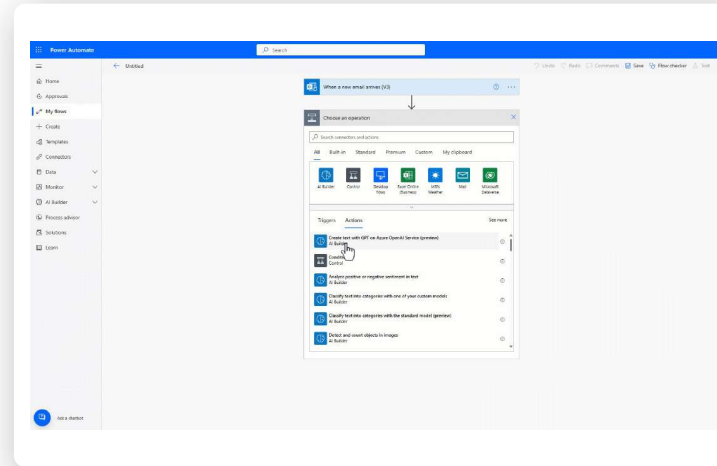 Power Automate
Search
Untitled
Undo Redo Comments Save Flow checker
Home
Approvals
My flows
Create
Templates
Connectors
Data
Monitor
AI Builder
Process advisor
Solutions
Learn
Ask a chatbot
When a new email arrives (V3)
Choose an operation
Search connectors and actions
All Built-in Standard Premium Custom My clipboard
AI Builder Control Desktop flows Excel Online (Business) MSN Weather Mail Microsoft Dataverse
Triggers Actions See more
Create text with GPT on Azure OpenAI Service (preview)
AI Builder
Condition
Control
Analyze positive or negative sentiment in text
AI Builder
Classify text into categories with one of your custom models
AI Builder
Classify text into categories with the standard model (preview)
AI Builder
Detect and count objects in images
AI Builder